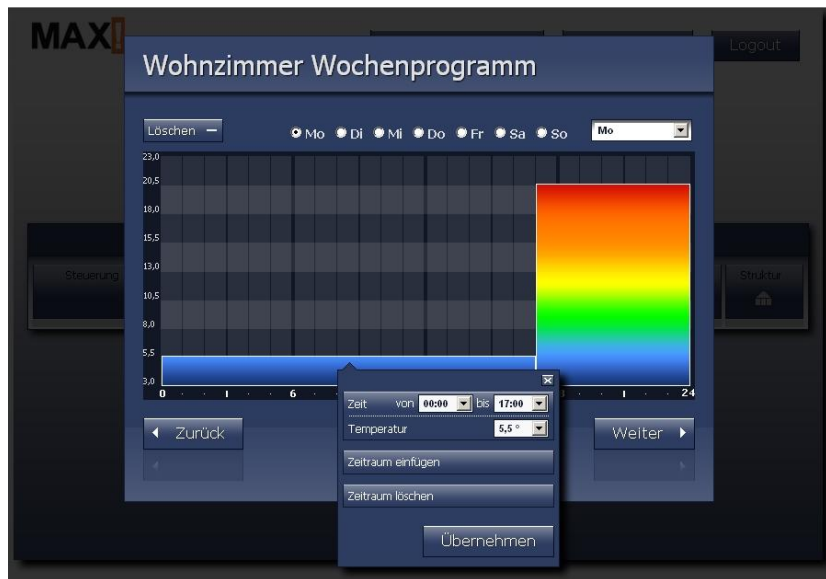 MAX!
Logout
Wohnzimmer Wochenprogramm
Löschen
Mo Di Mi Do Fr Sa So
Mo
23,0
20,5
18,0
15,5
13,0
10,5
8,0
5,5
3,0
0 6 24
Steuerung
Struktur
Zeit von 00:00 bis 17:00
Temperatur 5,5 °
Zeitraum einfügen
Zeitraum löschen
Übernehmen
Zurück
Weiter